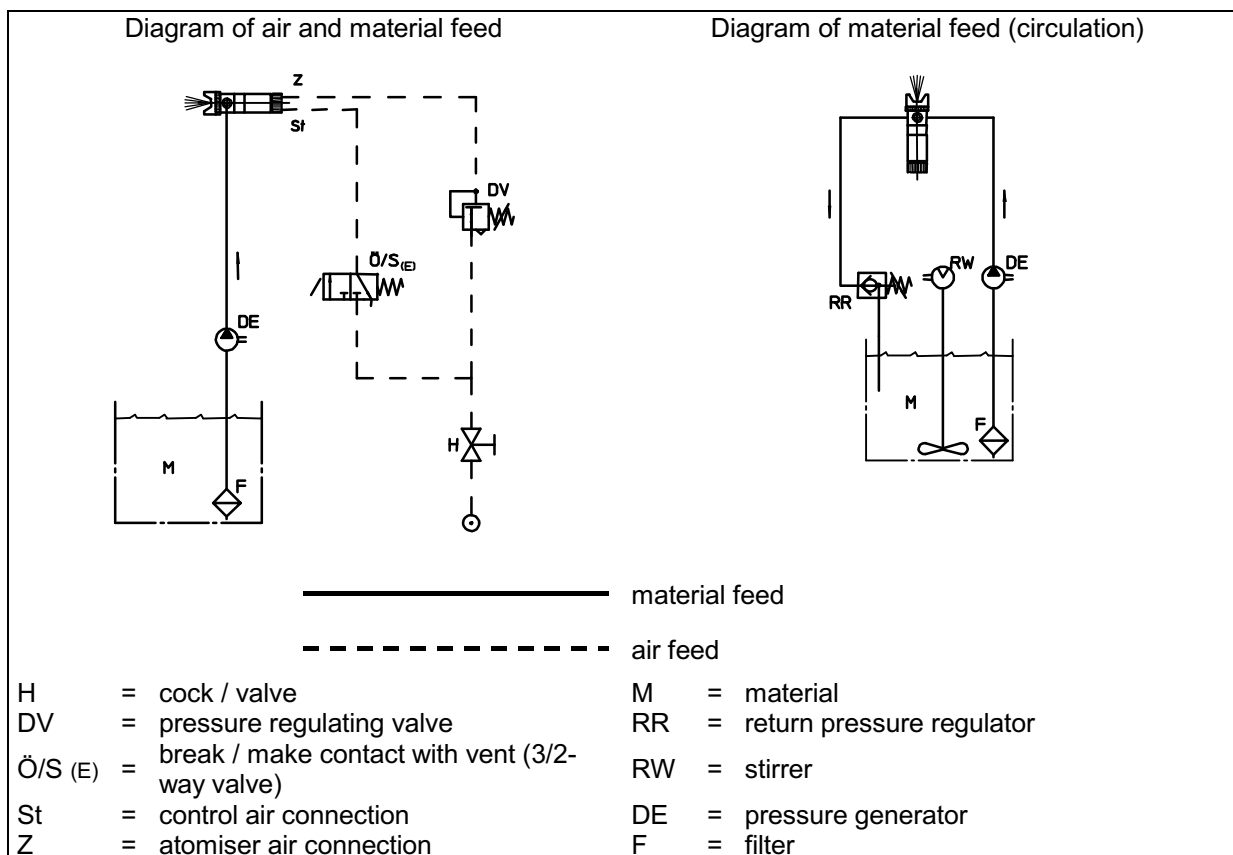 Diagram of air and material feed
Diagram of material feed (circulation)
Z
St
DV
Ö/S (E)
DE
H
M
F
RW
DE
RR
M
F
material feed
air feed
H = cock / valve
DV = pressure regulating valve
Ö/S (E) = break / make contact with vent (3/2-
way valve)
St = control air connection
Z = atomiser air connection
M = material
RR = return pressure regulator
RW = stirrer
DE = pressure generator
F = filter